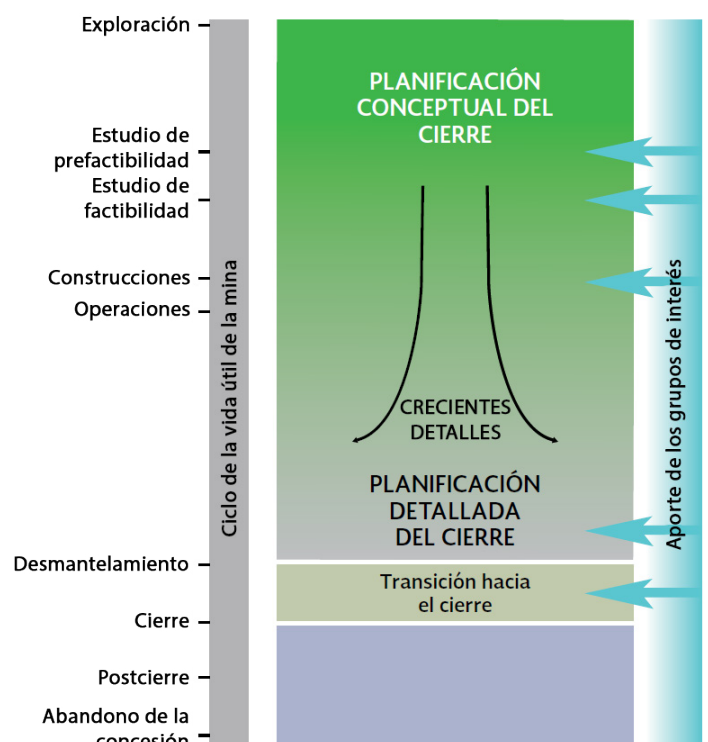 Exploración
Estudio de
prefactibilidad
Estudio de
factibilidad
Construcciones
Operaciones
Desmantelamiento
Cierre
Postcierre
Abandono de la
concesión
Ciclo de la vida útil de la mina
PLANIFICACIÓN
CONCEPTUAL DEL
CIERRE
CRECIENTES
DETALLES
PLANIFICACIÓN
DETALLADA
DEL CIERRE
Transición hacia
el cierre
Aporte de los grupos de interés